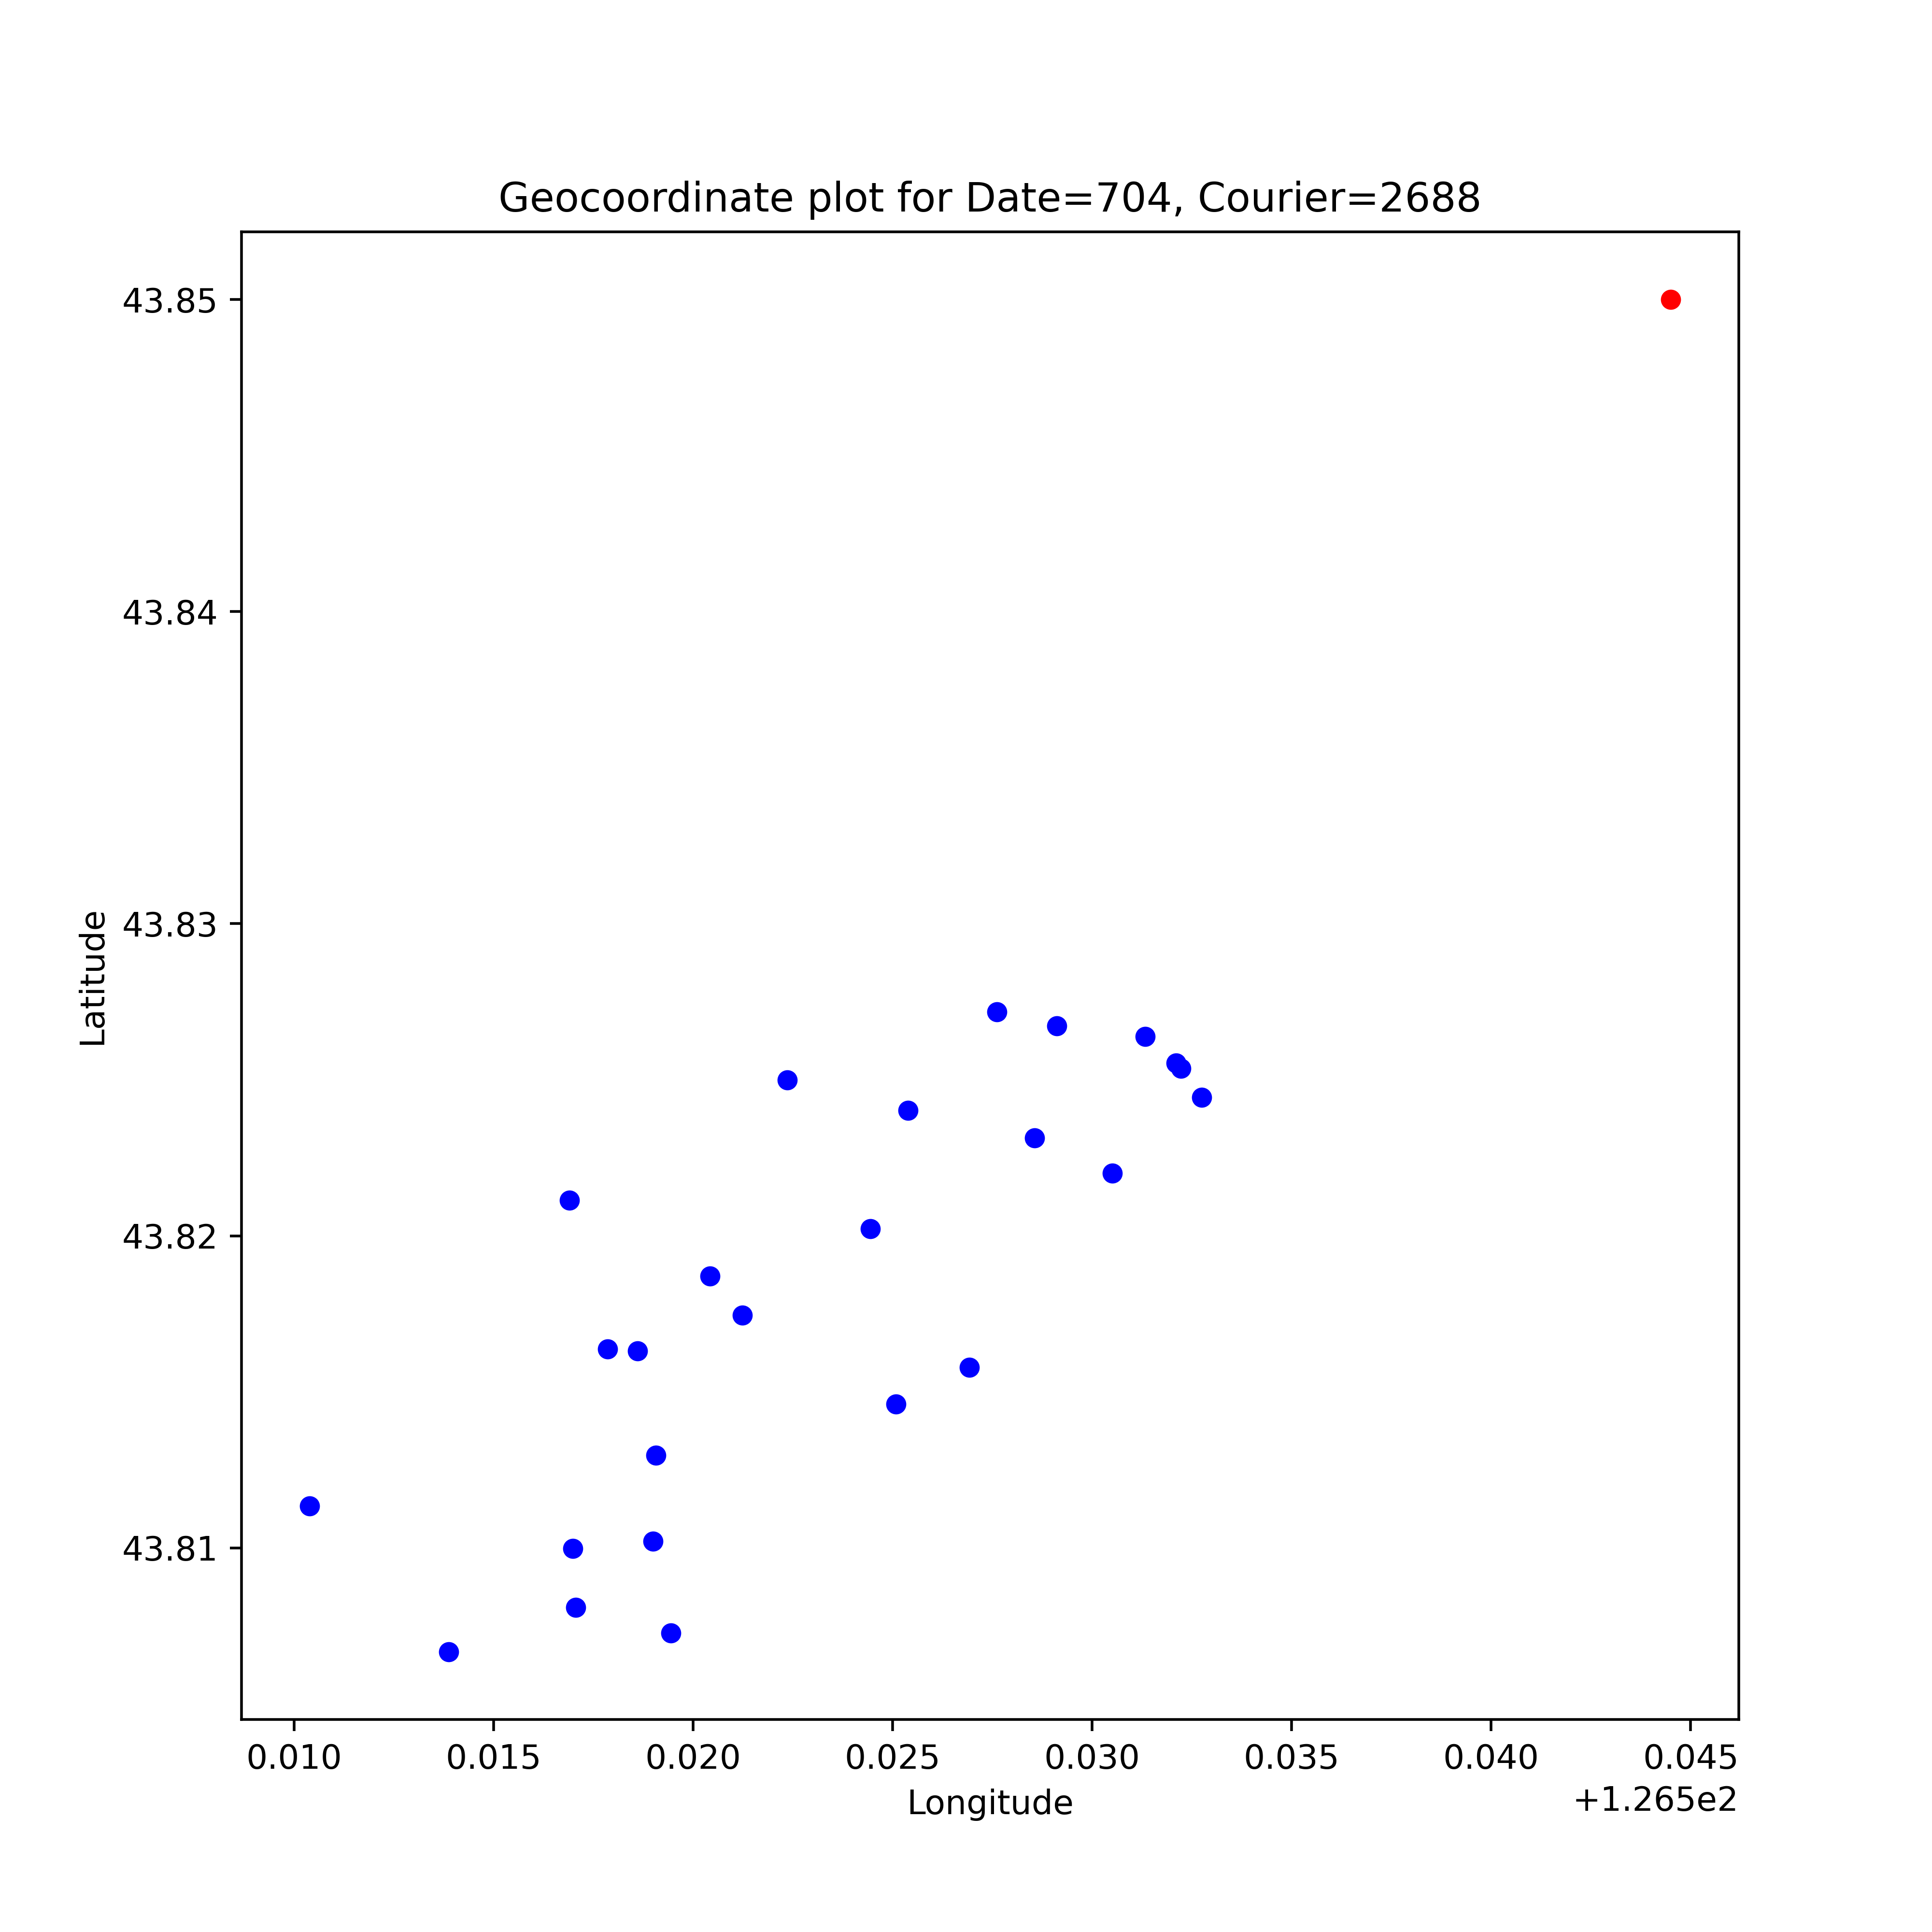 Geocoordinate plot for Date=704, Courier=2688
43.85
43.84
43.83
43.82
43.81
Latitude
0.010 0.015 0.020 0.025 0.030 0.035 0.040 0.045
+1.265e2
Longitude